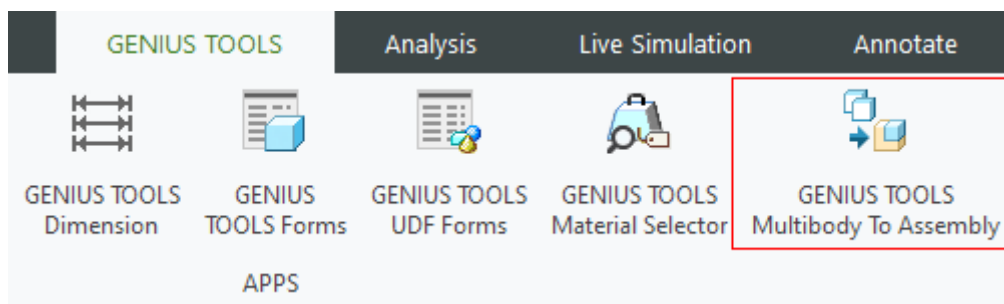 GENIUS TOOLS Analysis Live Simulation Annotate
GENIUS TOOLS
Dimension
GENIUS
TOOLS Forms
GENIUS TOOLS
UDF Forms
GENIUS TOOLS
Material Selector
GENIUS TOOLS
Multibody To Assembly
APPS